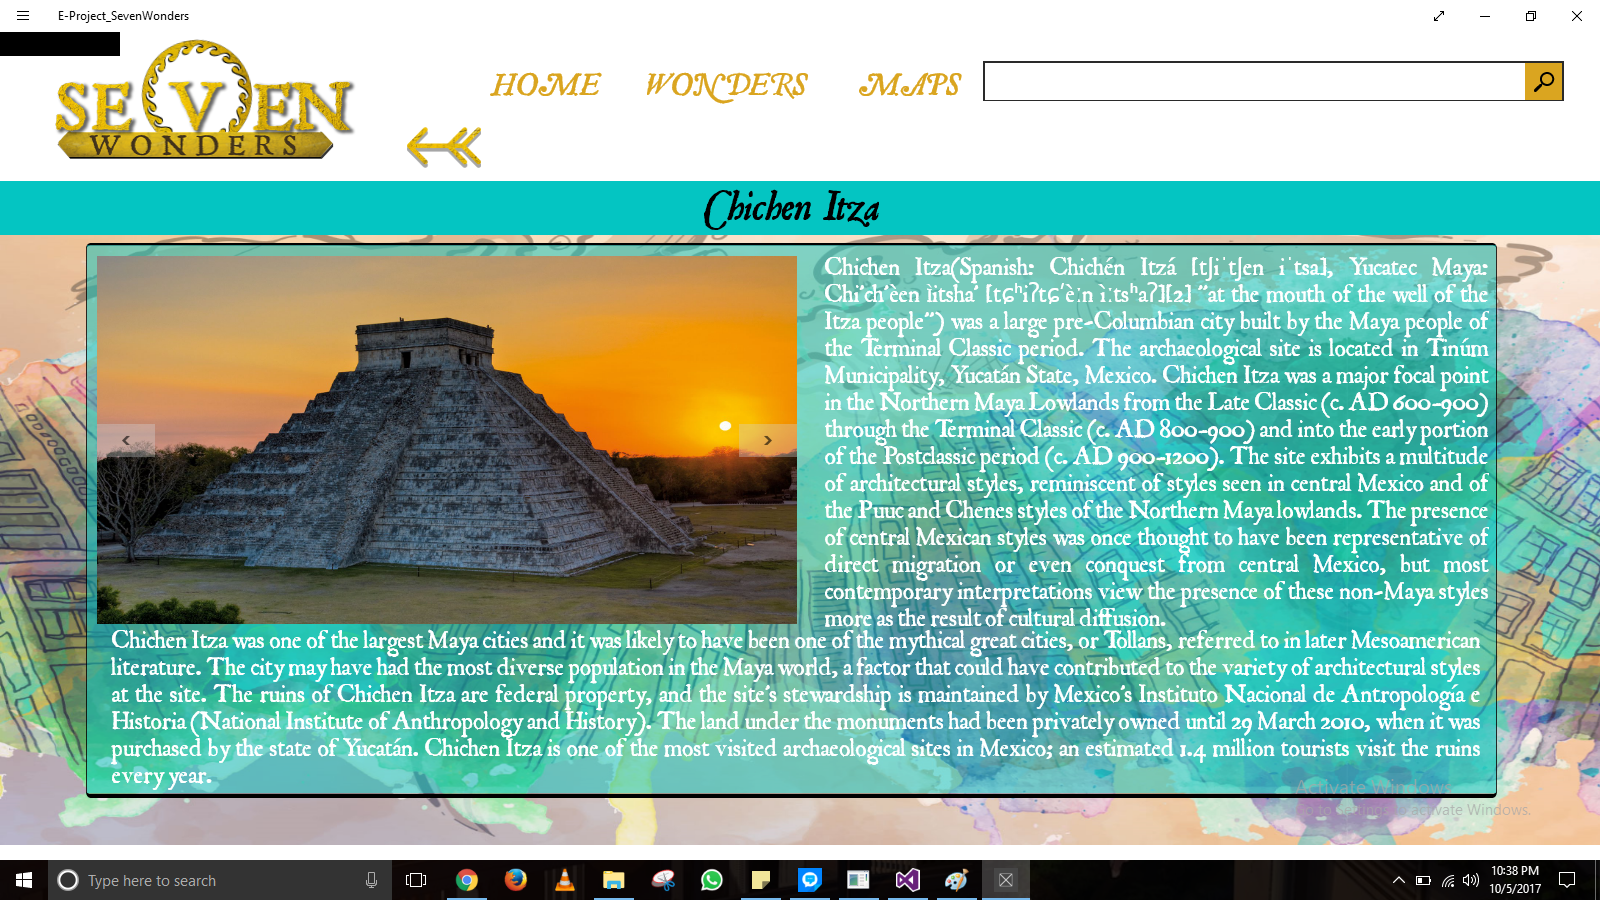 E-Project_SevenWonders
SEVEN
WONDERS
HOME WONDERS MAPS
Chichen Itza
Chichen Itza(Spanish: Chichén Itzá [tʃiˈtʃen iˈtsa], Yucatec Maya:
Chi'ch'èen ìitsha' [tɕʰiʔtɕʼèːn ìːtsʰaʔ][2] "at the mouth of the well of the
Itza people") was a large pre-Columbian city built by the Maya people of
the Terminal Classic period. The archaeological site is located in Tinúm
Municipality, Yucatán State, Mexico. Chichen Itza was a major focal point
in the Northern Maya Lowlands from the Late Classic (c. AD 600–900)
through the Terminal Classic (c. AD 800–900) and into the early portion
of the Postclassic period (c. AD 900–1200). The site exhibits a multitude
of architectural styles, reminiscent of styles seen in central Mexico and of
the Puuc and Chenes styles of the Northern Maya lowlands. The presence
of central Mexican styles was once thought to have been representative of
direct migration or even conquest from central Mexico, but most
contemporary interpretations view the presence of these non-Maya styles
more as the result of cultural diffusion.
Chichen Itza was one of the largest Maya cities and it was likely to have been one of the mythical great cities, or Tollans, referred to in later Mesoamerican
literature. The city may have had the most diverse population in the Maya world, a factor that could have contributed to the variety of architectural styles
at the site. The ruins of Chichen Itza are federal property, and the site's stewardship is maintained by Mexico's Instituto Nacional de Antropología e
Historia (National Institute of Anthropology and History). The land under the monuments had been privately owned until 29 March 2010, when it was
purchased by the state of Yucatán. Chichen Itza is one of the most visited archaeological sites in Mexico; an estimated 1.4 million tourists visit the ruins
every year.
Activate Windows
Go to Settings to activate Windows.
Type here to search
10:38 PM
10/5/2017